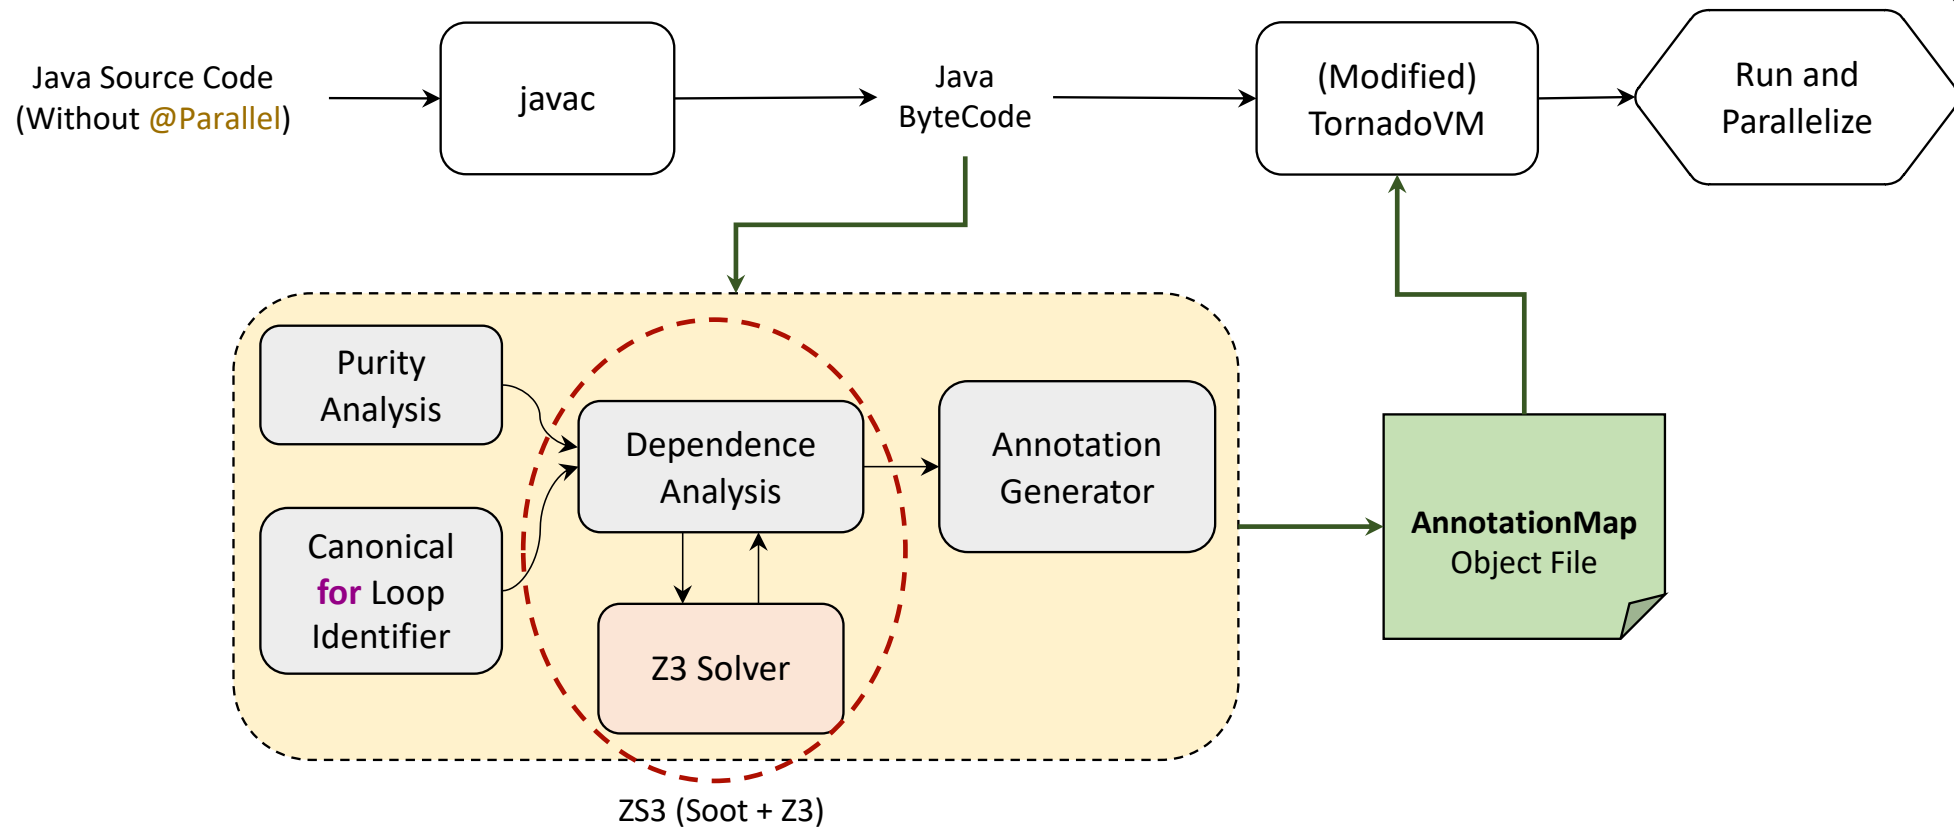 Java Source Code
(Without @Parallel)
javac
Java
ByteCode
(Modified)
TornadoVM
Run and
Parallelize
Purity
Analysis
Canonical
for Loop
Identifier
Dependence
Analysis
Z3 Solver
Annotation
Generator
AnnotationMap
Object File
ZS3 (Soot + Z3)